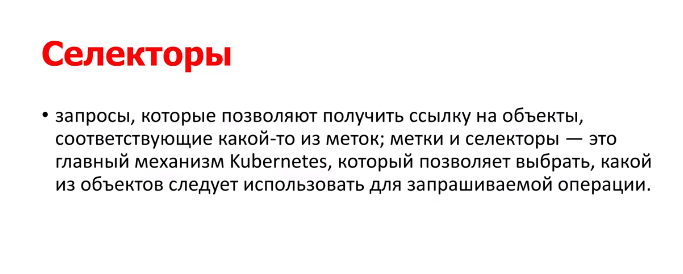 Селекторы
• запросы, которые позволяют получить ссылку на объекты,
соответствующие какой-то из меток; метки и селекторы — это
главный механизм Kubernetes, который позволяет выбрать, какой
из объектов следует использовать для запрашиваемой операции.